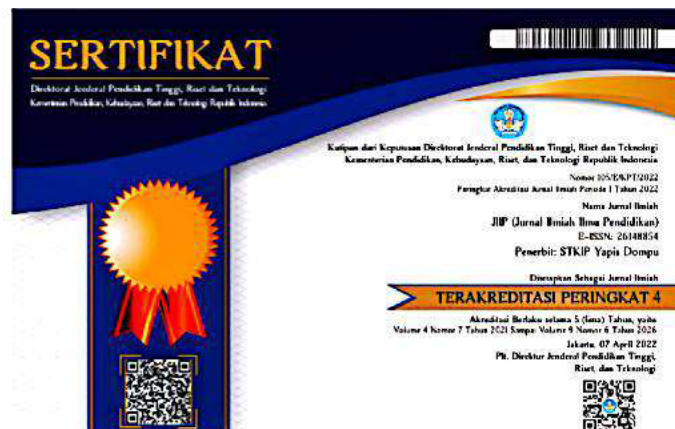 SERTIFIKAT
Direktorat Jenderal Pendidikan Tinggi, Riset dan Teknologi
Kementerian Pendidikan, Kebudayaan, Riset dan Teknologi Republik Indonesia
Kutipan dari Keputusan Direktorat Jenderal Pendidikan Tinggi, Riset dan Teknologi
Kementerian Pendidikan, Kebudayaan, Riset, dan Teknologi Republik Indonesia
Nomor 105/E/KPT/2022
Peringkat Akreditasi Jurnal Ilmiah Periode I Tahun 2022
Nama Jurnal Ilmiah
JIIP (Jurnal Ilmiah Ilmu Pendidikan)
E-ISSN: 26148854
Penerbit: STKIP Yapis Dompu
Ditetapkan Sebagai Jurnal Ilmiah
TERAKREDITASI PERINGKAT 4
Akreditasi Berlaku selama 5 (lima) Tahun, yaitu
Volume 4 Nomor 7 Tahun 2021 Sampai Volume 9 Nomor 6 Tahun 2026
Jakarta, 07 April 2022
Plt. Direktur Jenderal Pendidikan Tinggi,
Riset, dan Teknologi